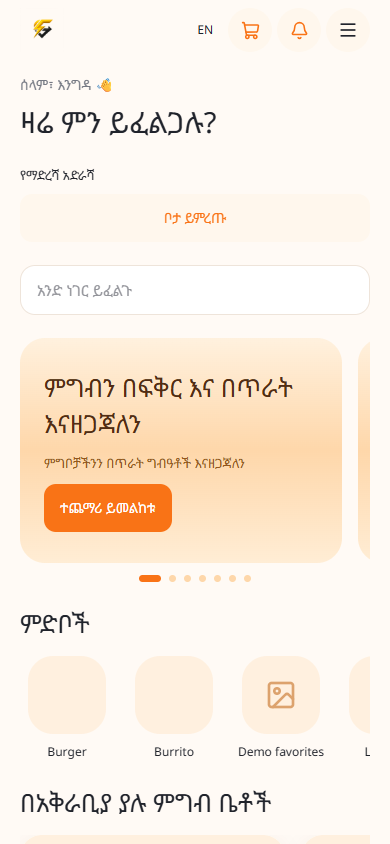 EN
ሰላም፣ እንግዳ 👋
ዛሬ ምን ይፈልጋሉ?
የማድረሻ አድራሻ
ቦታ ይምረጡ
አንድ ነገር ይፈልጉ
ምግብን በፍቅር እና በጥራት
እናዘጋጃለን
ምግቦቻችንን በጥራት ግብዓቶች እናዘጋጃለን
ተጨማሪ ይመልከቱ
ምድቦች
Burger
Burrito
Demo favorites
L
በአቅራቢያ ያሉ ምግብ ቤቶች